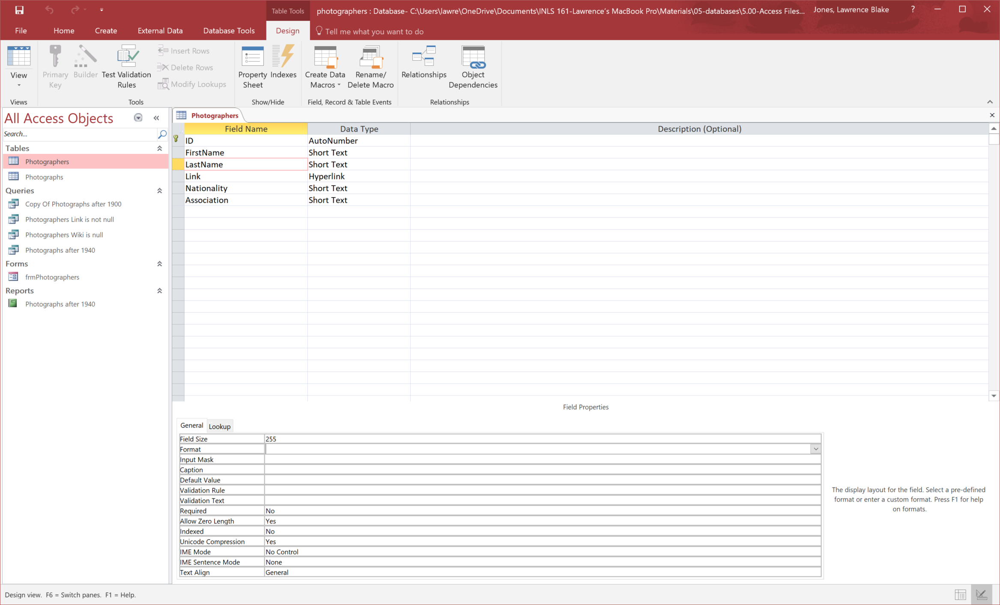 Table Tools
photographers : Database- C:\Users\lawre\OneDrive\Documents\INLS 161-Lawrence’s MacBook Pro\Materials\05-databases\5.00-Access Files...
Jones, Lawrence Blake
?
File
Home
Create
External Data
Database Tools
Design
Tell me what you want to do
View
Primary
Key
Builder
Test Validation
Rules
Insert Rows
Delete Rows
Modify Lookups
Property
Sheet
Indexes
Create Data
Macros
Rename/
Delete Macro
Relationships
Object
Dependencies
Views
Tools
Show/Hide
Field, Record & Table Events
Relationships
All Access Objects
Search...
Tables
Photographers
Photographs
Queries
Copy Of Photographs after 1900
Photographers Link is not null
Photographers Wiki is null
Photographs after 1940
Forms
frmPhotographers
Reports
Photographs after 1940
Photographers
Field Name Data Type Description (Optional)
ID AutoNumber
FirstName Short Text
LastName Short Text
Link Hyperlink
Nationality Short Text
Association Short Text
Field Properties
General Lookup
Field Size 255
Format
Input Mask
Caption
Default Value
Validation Rule
Validation Text
Required No
Allow Zero Length Yes
Indexed No
Unicode Compression Yes
IME Mode No Control
IME Sentence Mode None
Text Align General
The display layout for the field. Select a pre-defined
format or enter a custom format. Press F1 for help
on formats.
Design view. F6 = Switch panes. F1 = Help.